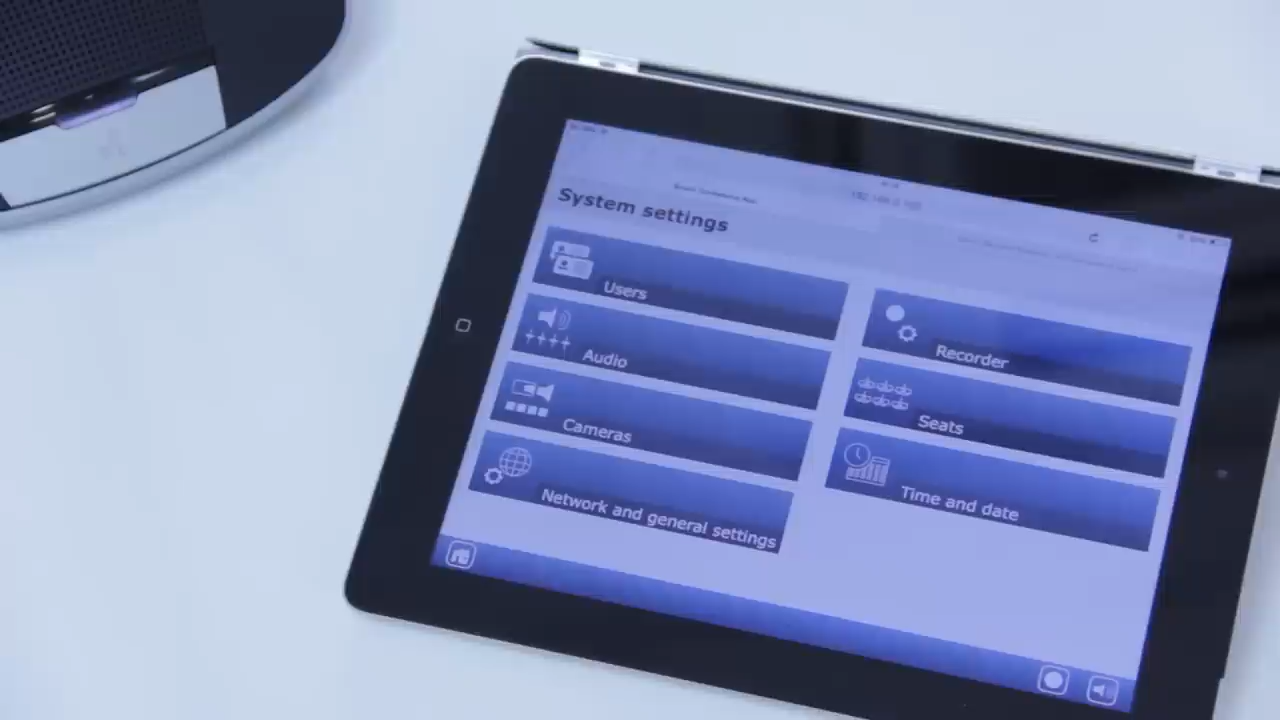 System settings
Users
Audio
Cameras
Network and general settings
Recorder
Seats
Time and date